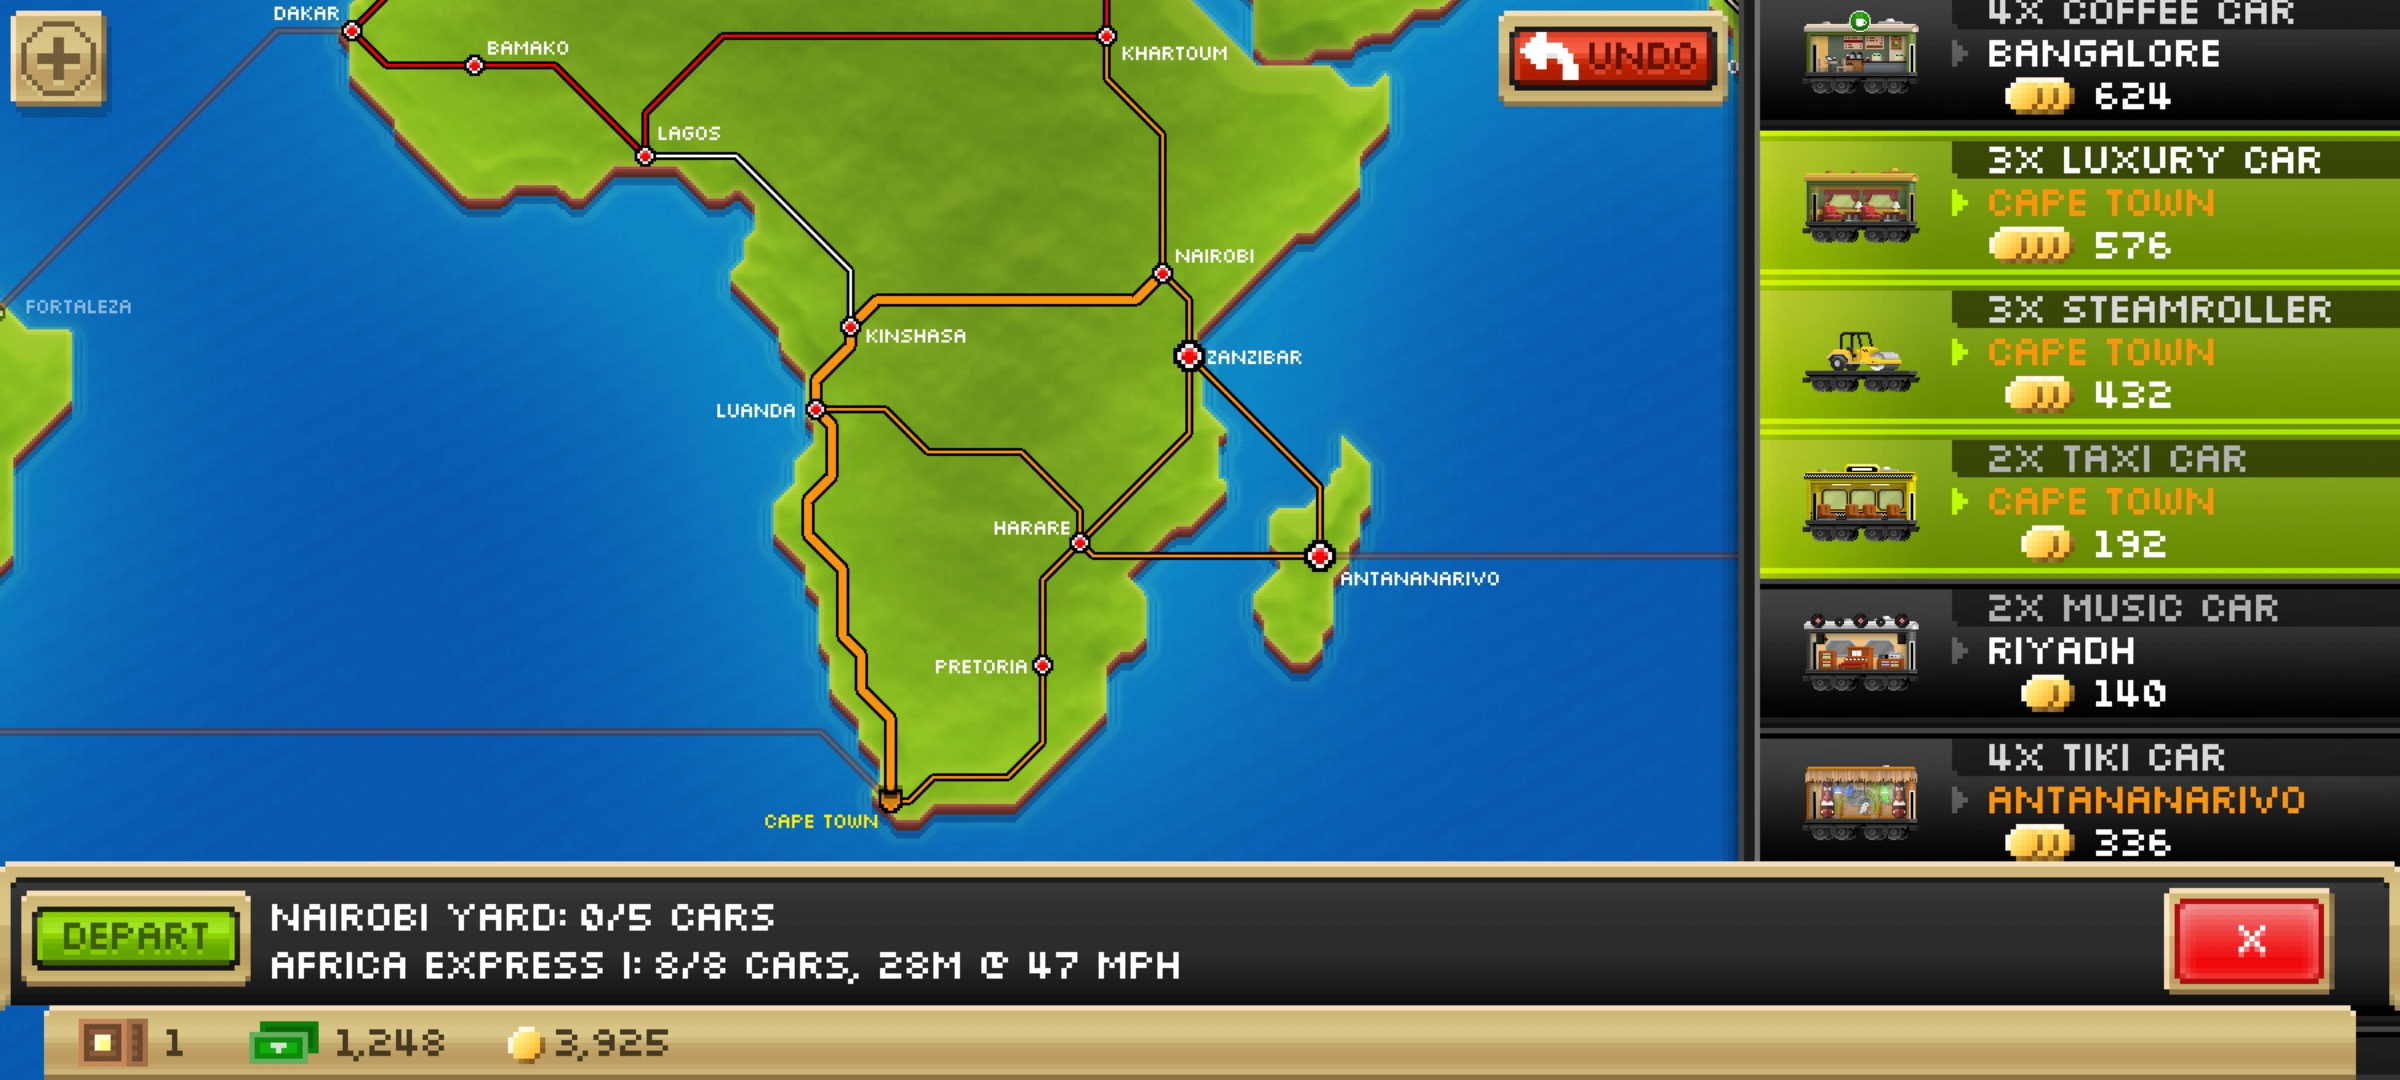 DAKAR
BAMAKO
KHARTOUM
LAGOS
NAIROBI
FORTALEZA
KINSHASA
ZANZIBAR
LUANDA
HARARE
ANTANANARIVO
PRETORIA
CAPE TOWN
UNDO
4X COFFEE CAR
BANGALORE
624
3X LUXURY CAR
CAPE TOWN
576
3X STEAMROLLER
CAPE TOWN
432
2X TAXI CAR
CAPE TOWN
192
2X MUSIC CAR
RIYADH
140
4X TIKI CAR
ANTANANARIVO
336
DEPART
NAIROBI YARD: 0/5 CARS
AFRICA EXPRESS I: 8/8 CARS, 28M @ 47 MPH
X
1
1,248
3,925